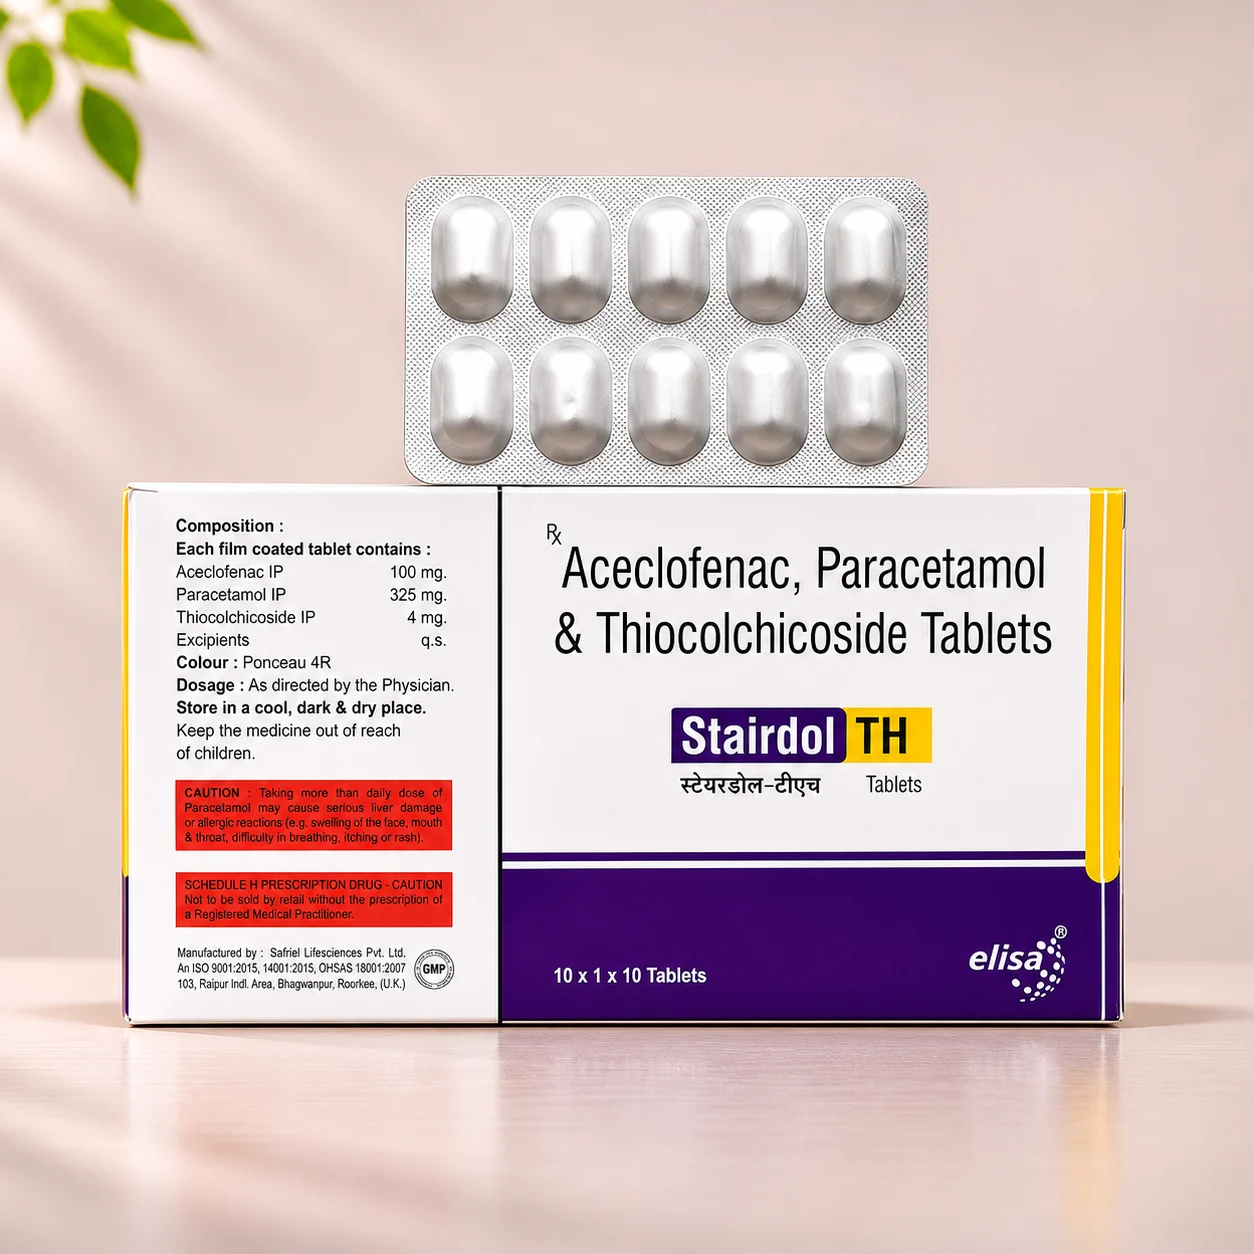 Composition :
Each film coated tablet contains :
Aceclofenac IP 100 mg.
Paracetamol IP 325 mg.
Thiocolchicoside IP 4 mg.
Excipients q.s.
Colour : Ponceau 4R
Dosage : As directed by the Physician.
Store in a cool, dark & dry place.
Keep the medicine out of reach
of children.
CAUTION : Taking more than daily dose of
Paracetamol may cause serious liver damage
or allergic reactions (e.g. swelling of the face, mouth
& throat, difficulty in breathing, itching or rash).
SCHEDULE H PRESCRIPTION DRUG - CAUTION
Not to be sold by retail without the prescription of
a Registered Medical Practitioner.
Manufactured by : Safriel Lifesciences Pvt. Ltd.
An ISO 9001:2015, 14001:2015, OHSAS 18001:2007
103, Raipur Indl. Area, Bhagwanpur, Roorkee, (U.K.)
GMP
Rx
Aceclofenac, Paracetamol
& Thiocolchicoside Tablets
Stairdol TH
स्टेयरडोल-टीएच Tablets
10 x 1 x 10 Tablets
elisa®